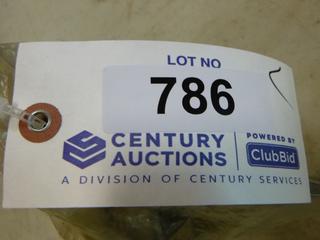 LOT NO
786
CENTURY
AUCTIONS
POWERED BY
ClubBid
A DIVISION OF CENTURY SERVICES